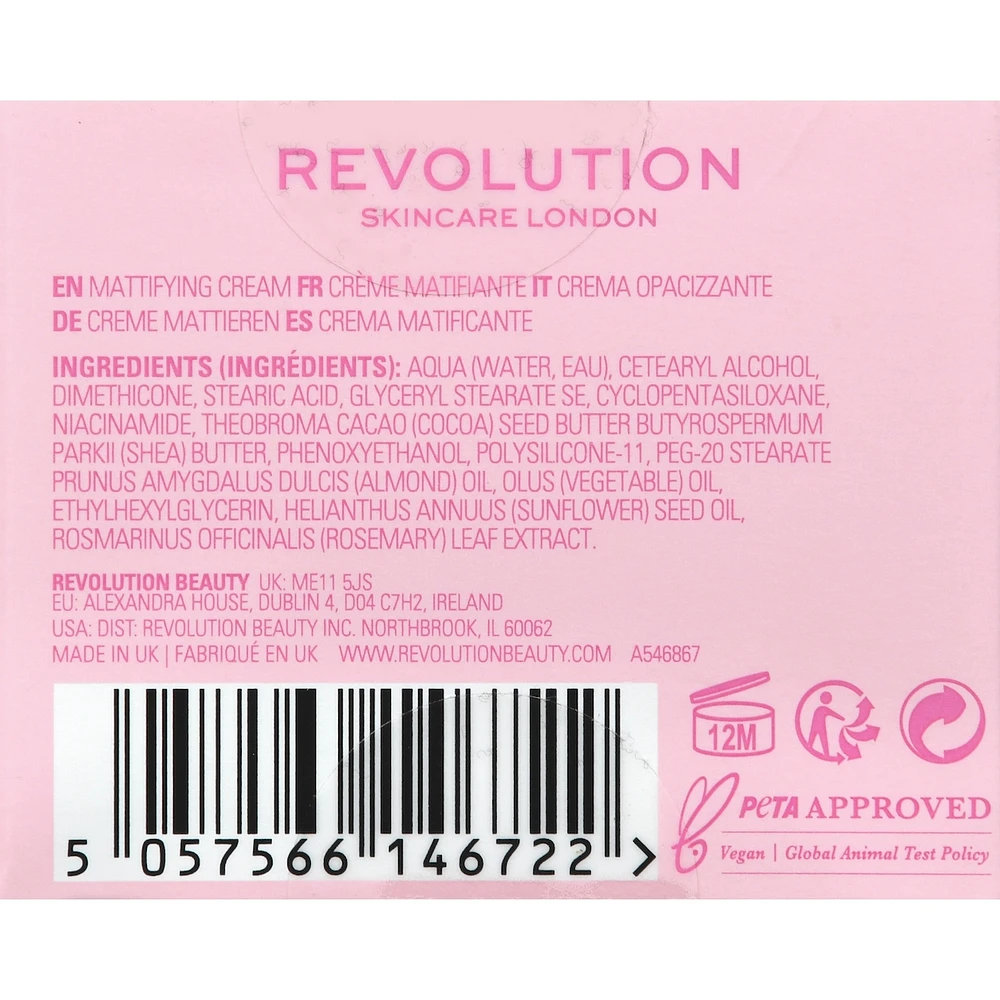 REVOLUTION
SKINCARE LONDON
EN MATTIFYING CREAM FR CRÈME MATIFIANTE IT CREMA OPACIZZANTE
DE CREME MATTIEREN ES CREMA MATIFICANTE
INGREDIENTS (INGRÉDIENTS): AQUA (WATER, EAU), CETEARYL ALCOHOL,
DIMETHICONE, STEARIC ACID, GLYCERYL STEARATE SE, CYCLOPENTASILOXANE,
NIACINAMIDE, THEOBROMA CACAO (COCOA) SEED BUTTER BUTYROSPERMUM
PARKII (SHEA) BUTTER, PHENOXYETHANOL, POLYSILICONE-11, PEG-20 STEARATE
PRUNUS AMYGDALUS DULCIS (ALMOND) OIL, OLUS (VEGETABLE) OIL,
ETHYLHEXYLGLYCERIN, HELIANTHUS ANNUUS (SUNFLOWER) SEED OIL,
ROSMARINUS OFFICINALIS (ROSEMARY) LEAF EXTRACT.
REVOLUTION BEAUTY UK: ME11 5JS
EU: ALEXANDRA HOUSE, DUBLIN 4, D04 C7H2, IRELAND
USA: DIST: REVOLUTION BEAUTY INC. NORTHBROOK, IL 60062
MADE IN UK | FABRIQUÉ EN UK WWW.REVOLUTIONBEAUTY.COM A546867
12M
PETA APPROVED
Vegan | Global Animal Test Policy
5 057566 146722 >